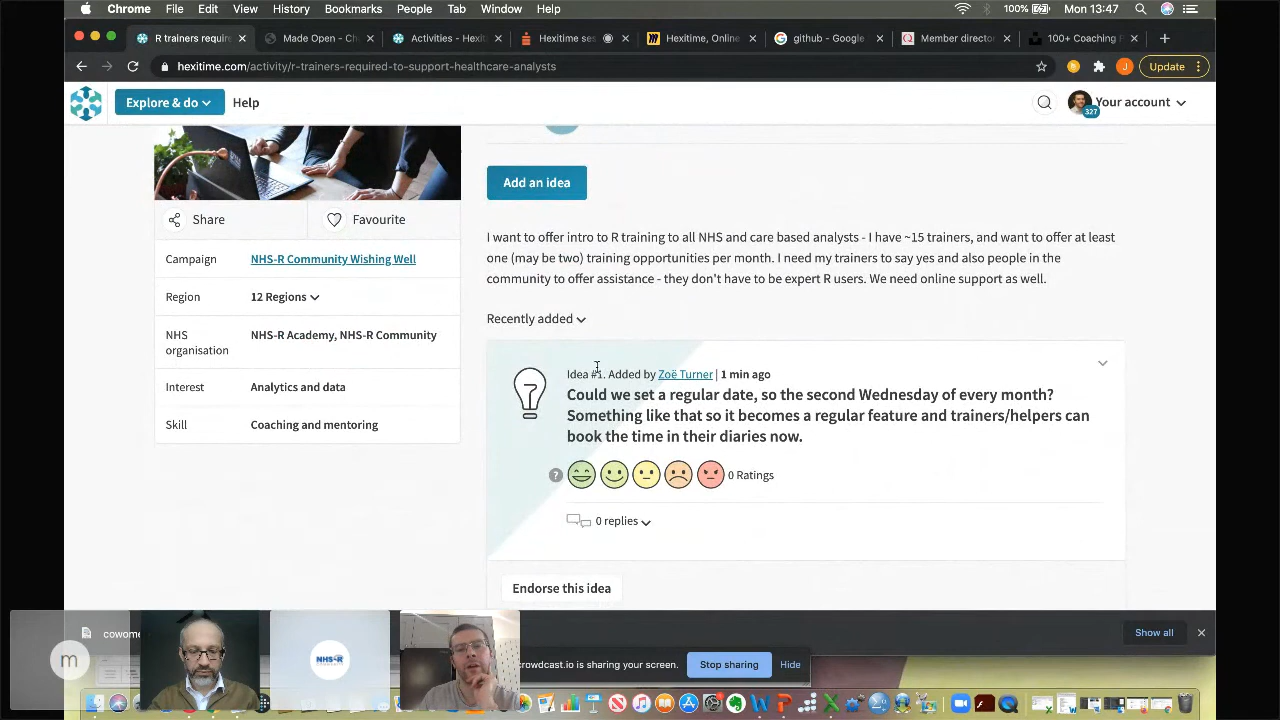 Chrome File Edit View History Bookmarks People Tab Window Help 100% Mon 13:47
R trainers require Made Open - Ch Activities - Hexit Hexitime ses Hexitime, Online github - Google Member director 100+ Coaching
hexitime.com/activity/r-trainers-required-to-support-healthcare-analysts J Update
Explore & do Help Your account
327
Add an idea
Share Favourite
I want to offer intro to R training to all NHS and care based analysts - I have ~15 trainers, and want to offer at least
one (may be two) training opportunities per month. I need my trainers to say yes and also people in the
community to offer assistance - they don't have to be expert R users. We need online support as well.
Campaign NHS-R Community Wishing Well
Region 12 Regions
NHS organisation NHS-R Academy, NHS-R Community
Interest Analytics and data
Skill Coaching and mentoring
Recently added
Idea #1. Added by Zoë Turner | 1 min ago
Could we set a regular date, so the second Wednesday of every month?
Something like that so it becomes a regular feature and trainers/helpers can
book the time in their diaries now.
? 0 Ratings
0 replies
Endorse this idea
cowome Show all
m
NHS-R
crowdcast.io is sharing your screen. Stop sharing Hide